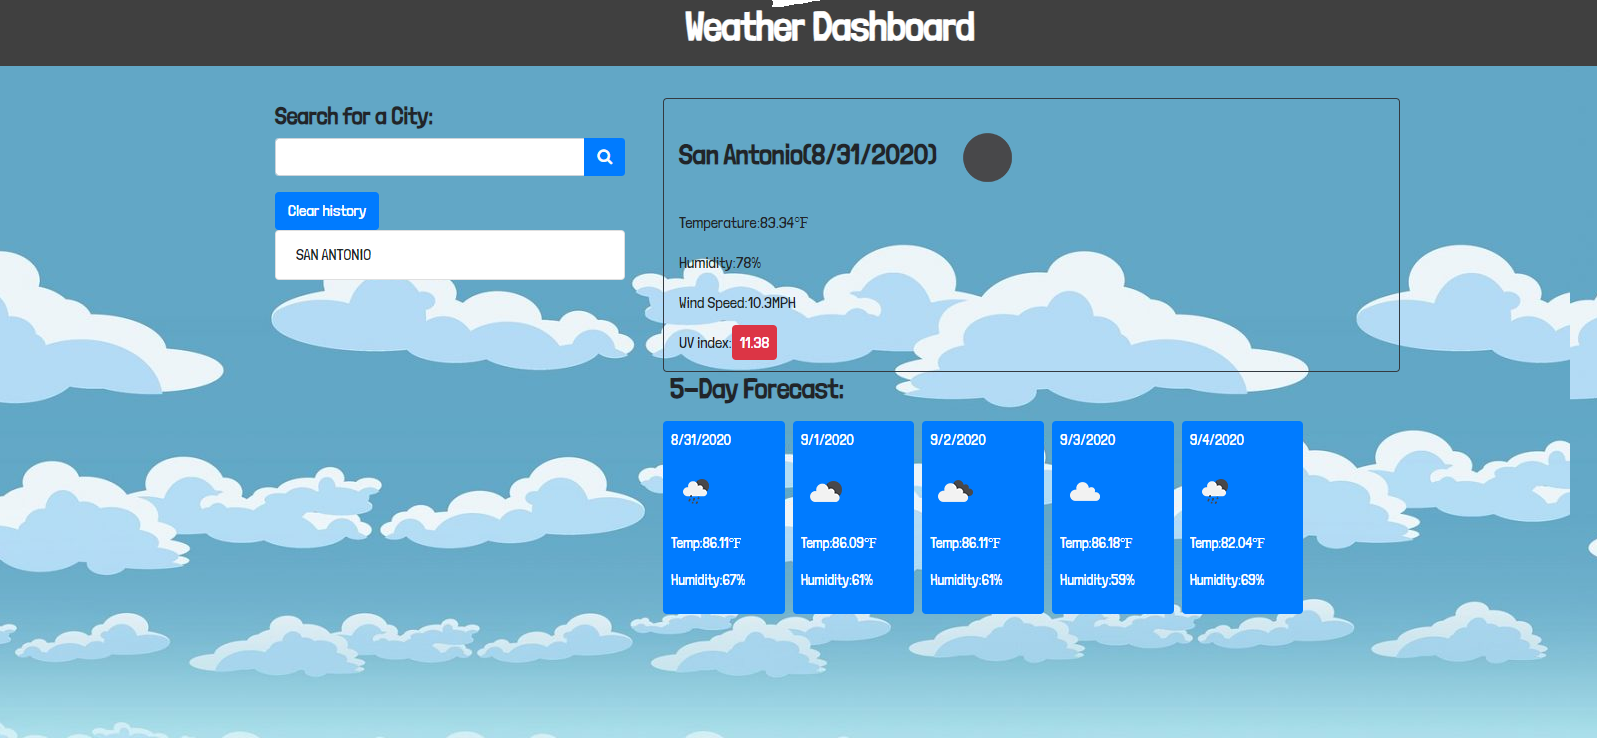 Weather Dashboard
Search for a City:
Clear history
SAN ANTONIO
San Antonio(8/31/2020)
Temperature:83.34°F
Humidity:78%
Wind Speed:10.3MPH
UV index:11.38
5-Day Forecast:
8/31/2020
Temp:86.11°F
Humidity:67%
9/1/2020
Temp:86.09°F
Humidity:61%
9/2/2020
Temp:86.11°F
Humidity:61%
9/3/2020
Temp:86.18°F
Humidity:59%
9/4/2020
Temp:82.04°F
Humidity:69%